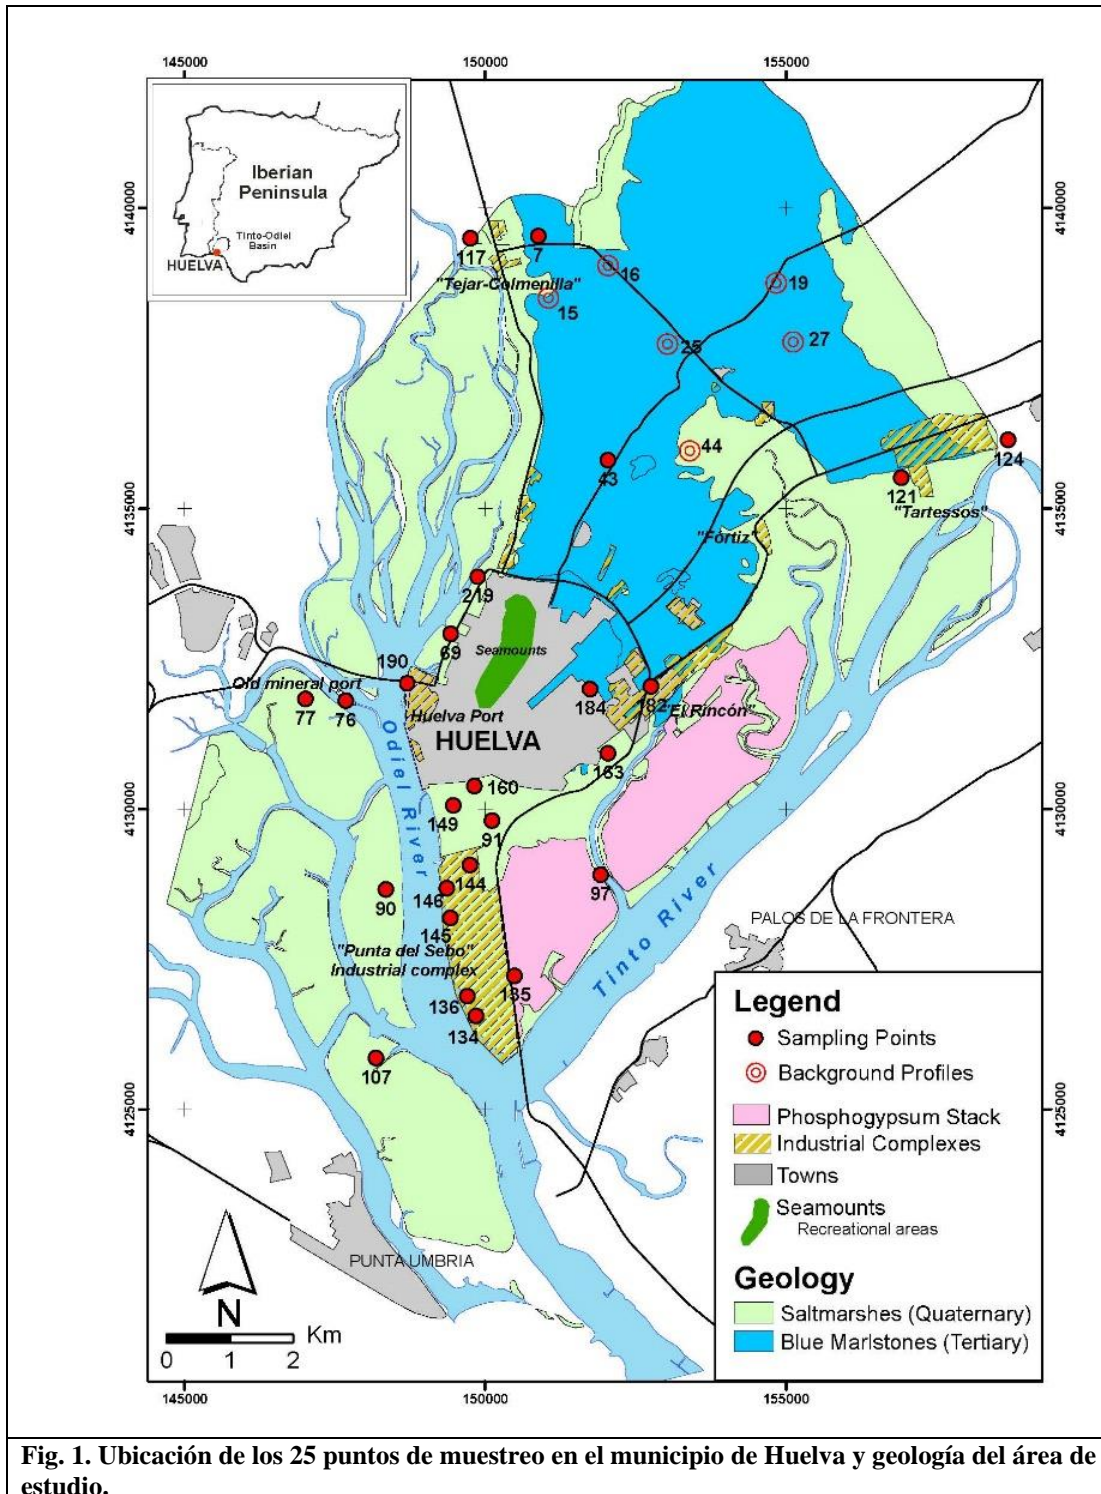 145000
150000
155000
4140000
4140000
Iberian
Peninsula
Tinto-Odiel
Basin
HUELVA
117
7
16
19
"Tejar-Colmenilla"
15
25
27
44
43
124
121
"Tartessos"
4135000
4135000
"Fortiz"
219
69
Seamounts
190
Old mineral port
77
76
184
182
"El Rincón"
Huelva Port
HUELVA
163
Odiel River
160
4130000
4130000
149
91
144
146
90
97
145
PALOS DE LA FRONTERA
"Punta del Sebo"
Industrial complex
Tinto River
135
136
134
107
4125000
4125000
PUNTA UMBRIA
N
Km
0 1 2
Legend
Sampling Points
Background Profiles
Phosphogypsum Stack
Industrial Complexes
Towns
Seamounts
Recreational areas
Geology
Saltmarshes (Quaternary)
Blue Marlstones (Tertiary)
145000
150000
155000
Fig. 1. Ubicación de los 25 puntos de muestreo en el municipio de Huelva y geología del área de
estudio.